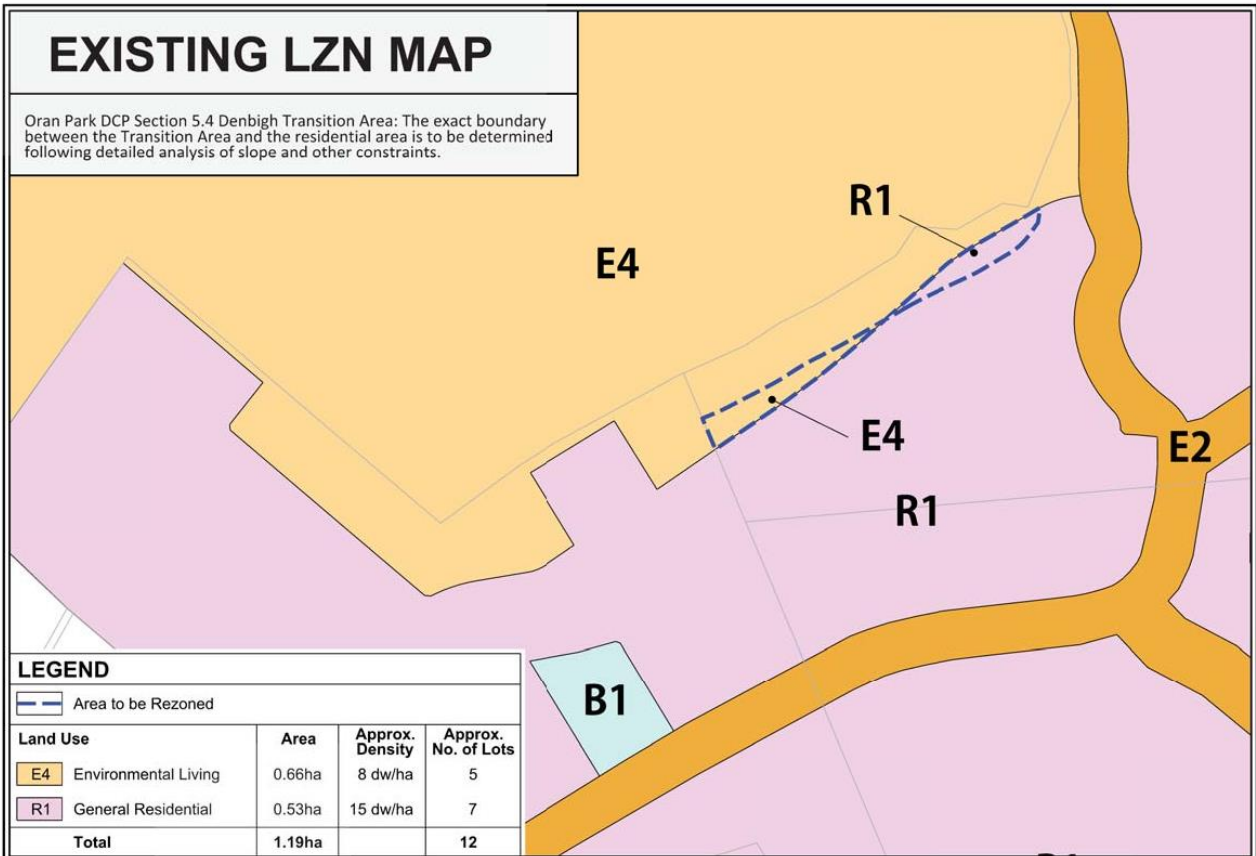 EXISTING LZN MAP
Oran Park DCP Section 5.4 Denbigh Transition Area: The exact boundary
between the Transition Area and the residential area is to be determined
following detailed analysis of slope and other constraints.
R1
E4
E4
E2
R1
B1
LEGEND
Area to be Rezoned
Land Use Area Approx. Density Approx. No. of Lots
E4 Environmental Living 0.66ha 8 dw/ha 5
R1 General Residential 0.53ha 15 dw/ha 7
Total 1.19ha 12